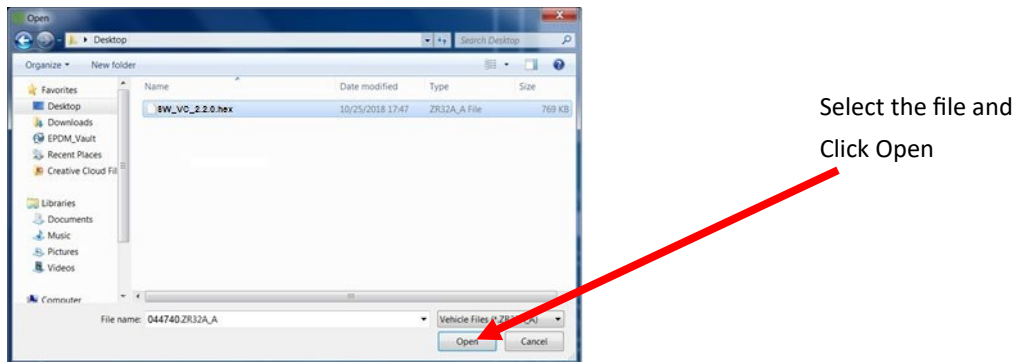 Open
Desktop
Search Desktop
Organize
New folder
Favorites
Desktop
Downloads
EPDM_Vault
Recent Places
Creative Cloud Fil
Libraries
Documents
Music
Pictures
Videos
Computer
Name
Date modified
Type
Size
SW_VC_2.2.0.hex
10/25/2018 17:47
ZR32A_A File
769 KB
File name:
044740.ZR32A_A
Vehicle Files
Open
Cancel
Select the file and
Click Open